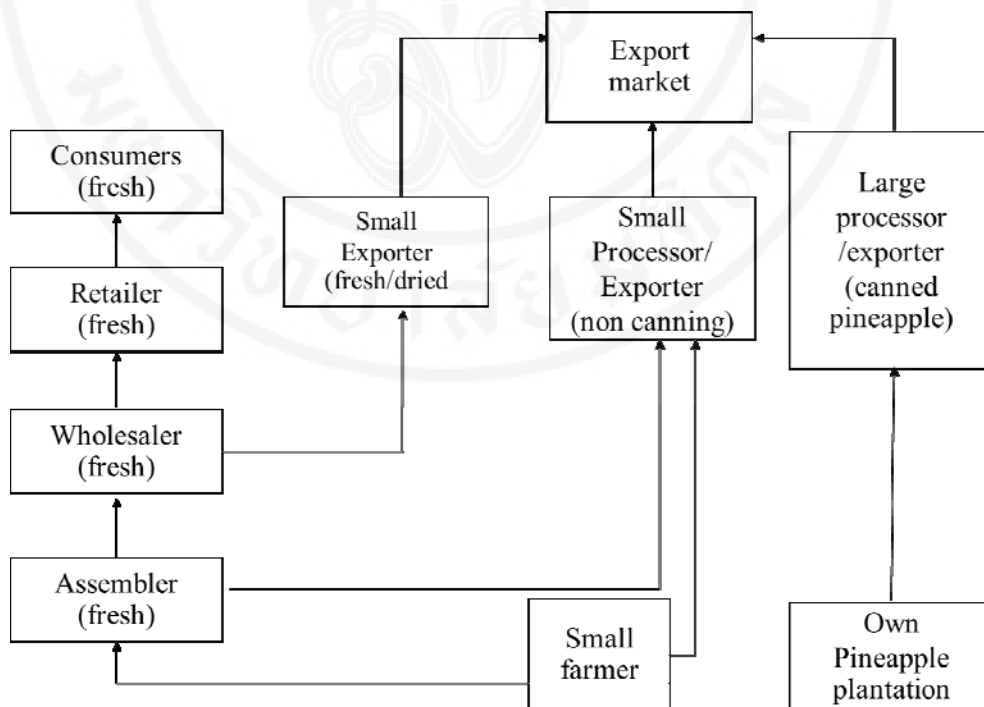 Export
market
Consumers
(fresh)
Small
Exporter
(fresh/dried
Small
Processor/
Exporter
(non canning)
Large
processor
/exporter
(canned
pineapple)
Retailer
(fresh)
Wholesaler
(fresh)
Assembler
(fresh)
Small
farmer
Own
Pineapple
plantation